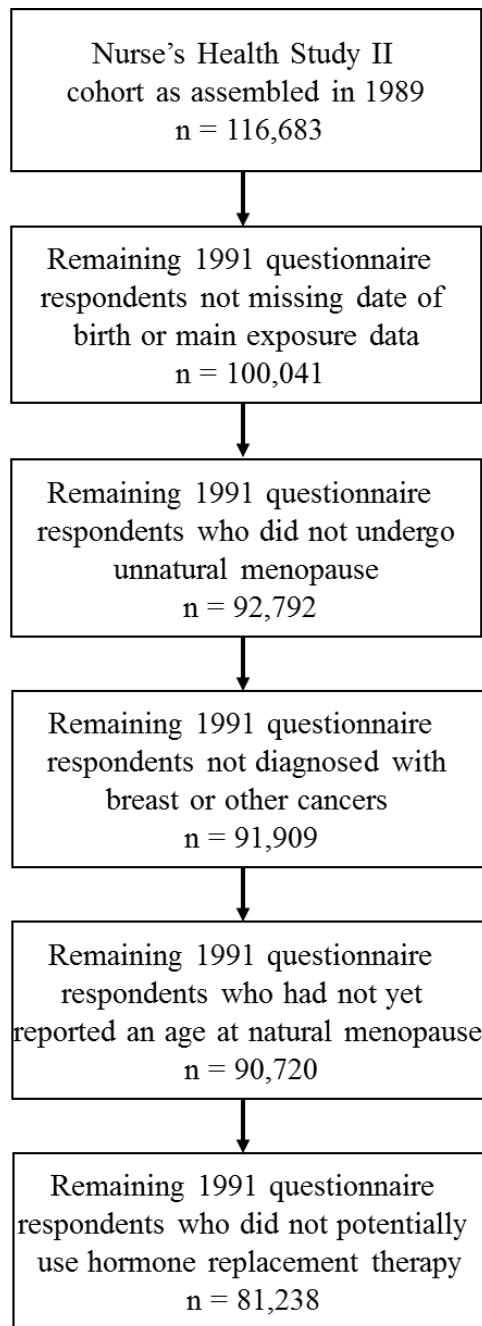 Nurse’s Health Study II
cohort as assembled in 1989
n = 116,683
Remaining 1991 questionnaire
respondents not missing date of
birth or main exposure data
n = 100,041
Remaining 1991 questionnaire
respondents who did not undergo
unnatural menopause
n = 92,792
Remaining 1991 questionnaire
respondents not diagnosed with
breast or other cancers
n = 91,909
Remaining 1991 questionnaire
respondents who had not yet
reported an age at natural menopause
n = 90,720
Remaining 1991 questionnaire
respondents who did not potentially
use hormone replacement therapy
n = 81,238